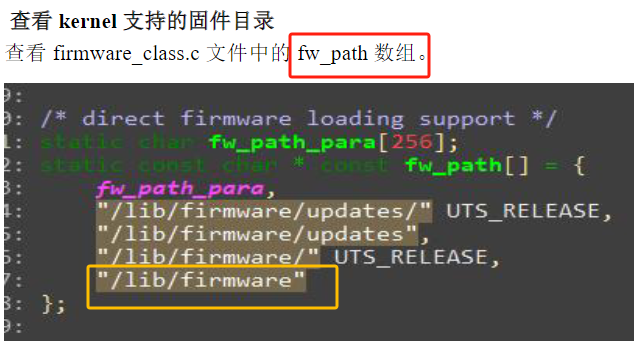 查看 kernel 支持的固件目录
查看 firmware_class.c 文件中的 fw_path 数组。
9:
0: /* direct firmware loading support */
1: static char fw_path_para[256];
2: static const char * const fw_path[] = {
3: fw_path_para,
4: "/lib/firmware/updates/" UTS_RELEASE,
5: "/lib/firmware/updates",
6: "/lib/firmware/" UTS_RELEASE,
7: "/lib/firmware"
8: };
9: